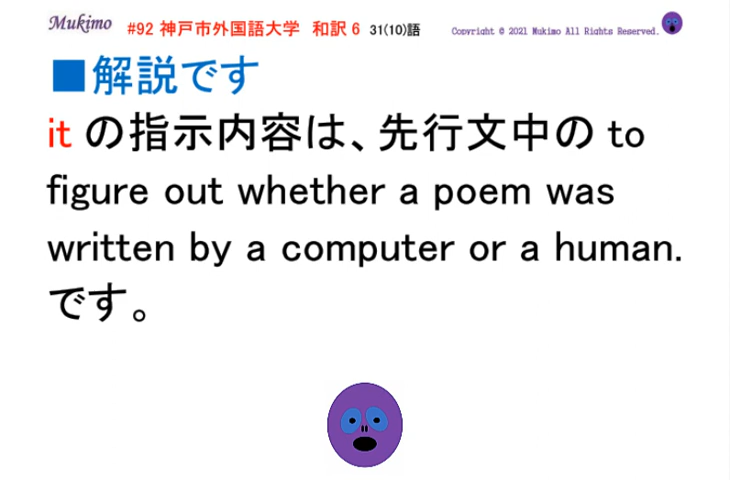 Mukimo #92 神戸市外国語大学 和訳 6 31(10)語 Copyright © 2021 Mukimo All Rights Reserved.
■解説です
it の指示内容は、先行文中の to
figure out whether a poem was
written by a computer or a human.
です。